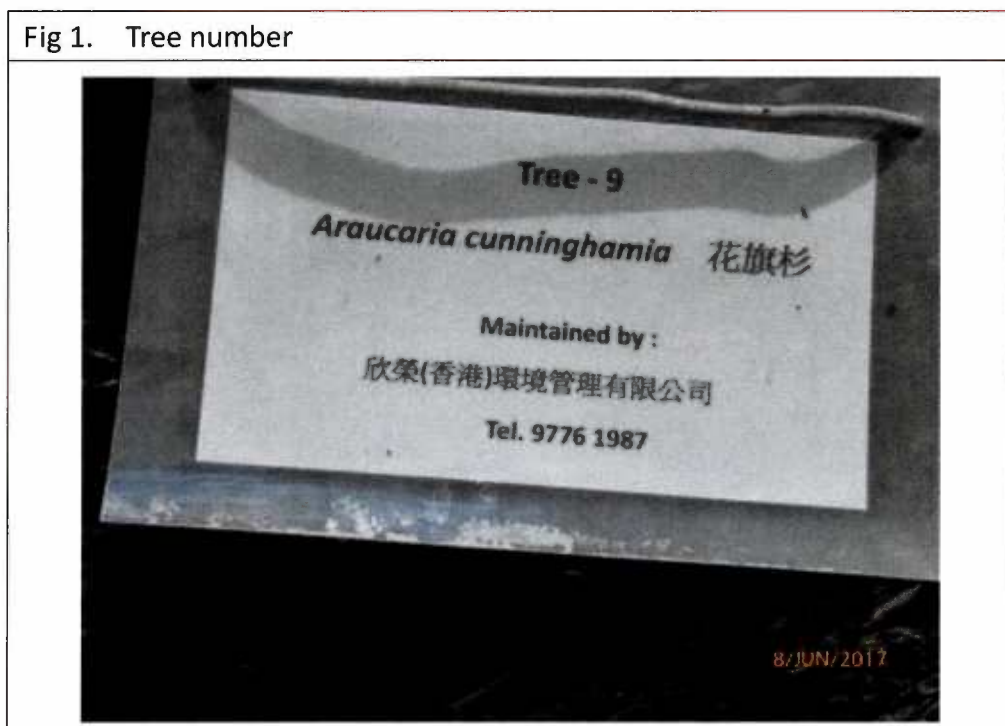 Fig 1. Tree number
Tree - 9
Araucaria cunninghamia 花旗杉
Maintained by :
欣榮(香港)環境管理有限公司
Tel. 9776 1987
8/JUN/2017